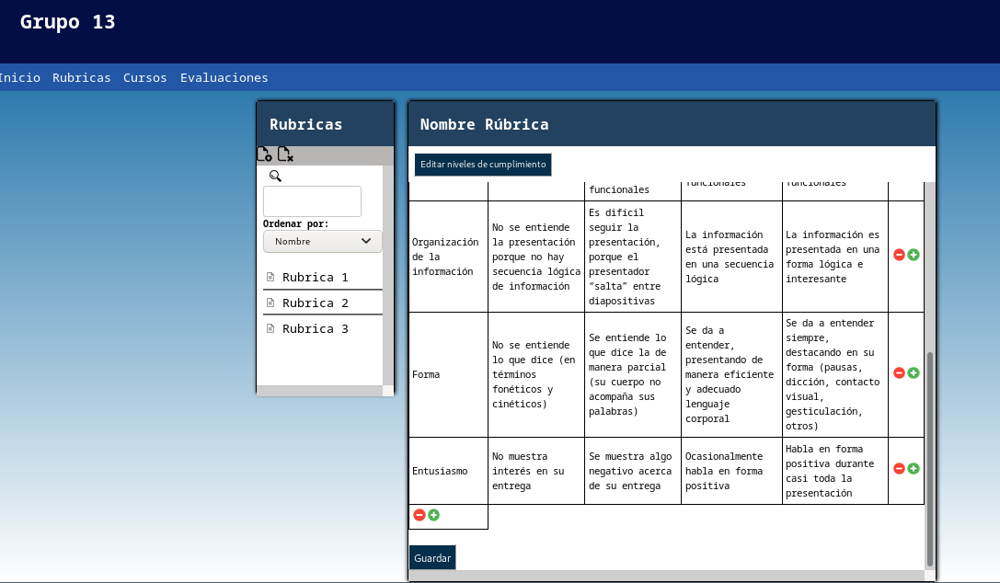 Grupo 13
Inicio Rubricas Cursos Evaluaciones
Rubricas
Ordenar por:
Nombre
Rubrica 1
Rubrica 2
Rubrica 3
Nombre Rúbrica
Editar niveles de cumplimiento
funcionales
funcionales
funcionales
Organización
de la
información
No se entiende
la presentación
porque no hay
secuencia lógica
de información
Es difícil
seguir la
presentación,
porque el
presentador
“salta” entre
diapositivas
La información
está presentada
en una secuencia
lógica
La información es
presentada en una
forma lógica e
interesante
Forma
No se entiende
lo que dice (en
términos
fonéticos y
cinéticos)
Se entiende lo
que dice la de
manera parcial
(su cuerpo no
acompaña sus
palabras)
Se da a
entender,
presentando de
manera eficiente
y adecuado
lenguaje
corporal
Se da a entender
siempre,
destacando en su
forma (pausas,
dicción, contacto
visual,
gesticulación,
otros)
Entusiasmo
No muestra
interés en su
entrega
Se muestra algo
negativo acerca
de su entrega
Ocasionalmente
habla en forma
positiva
Habla en forma
positiva durante
casi toda la
presentación
Guardar